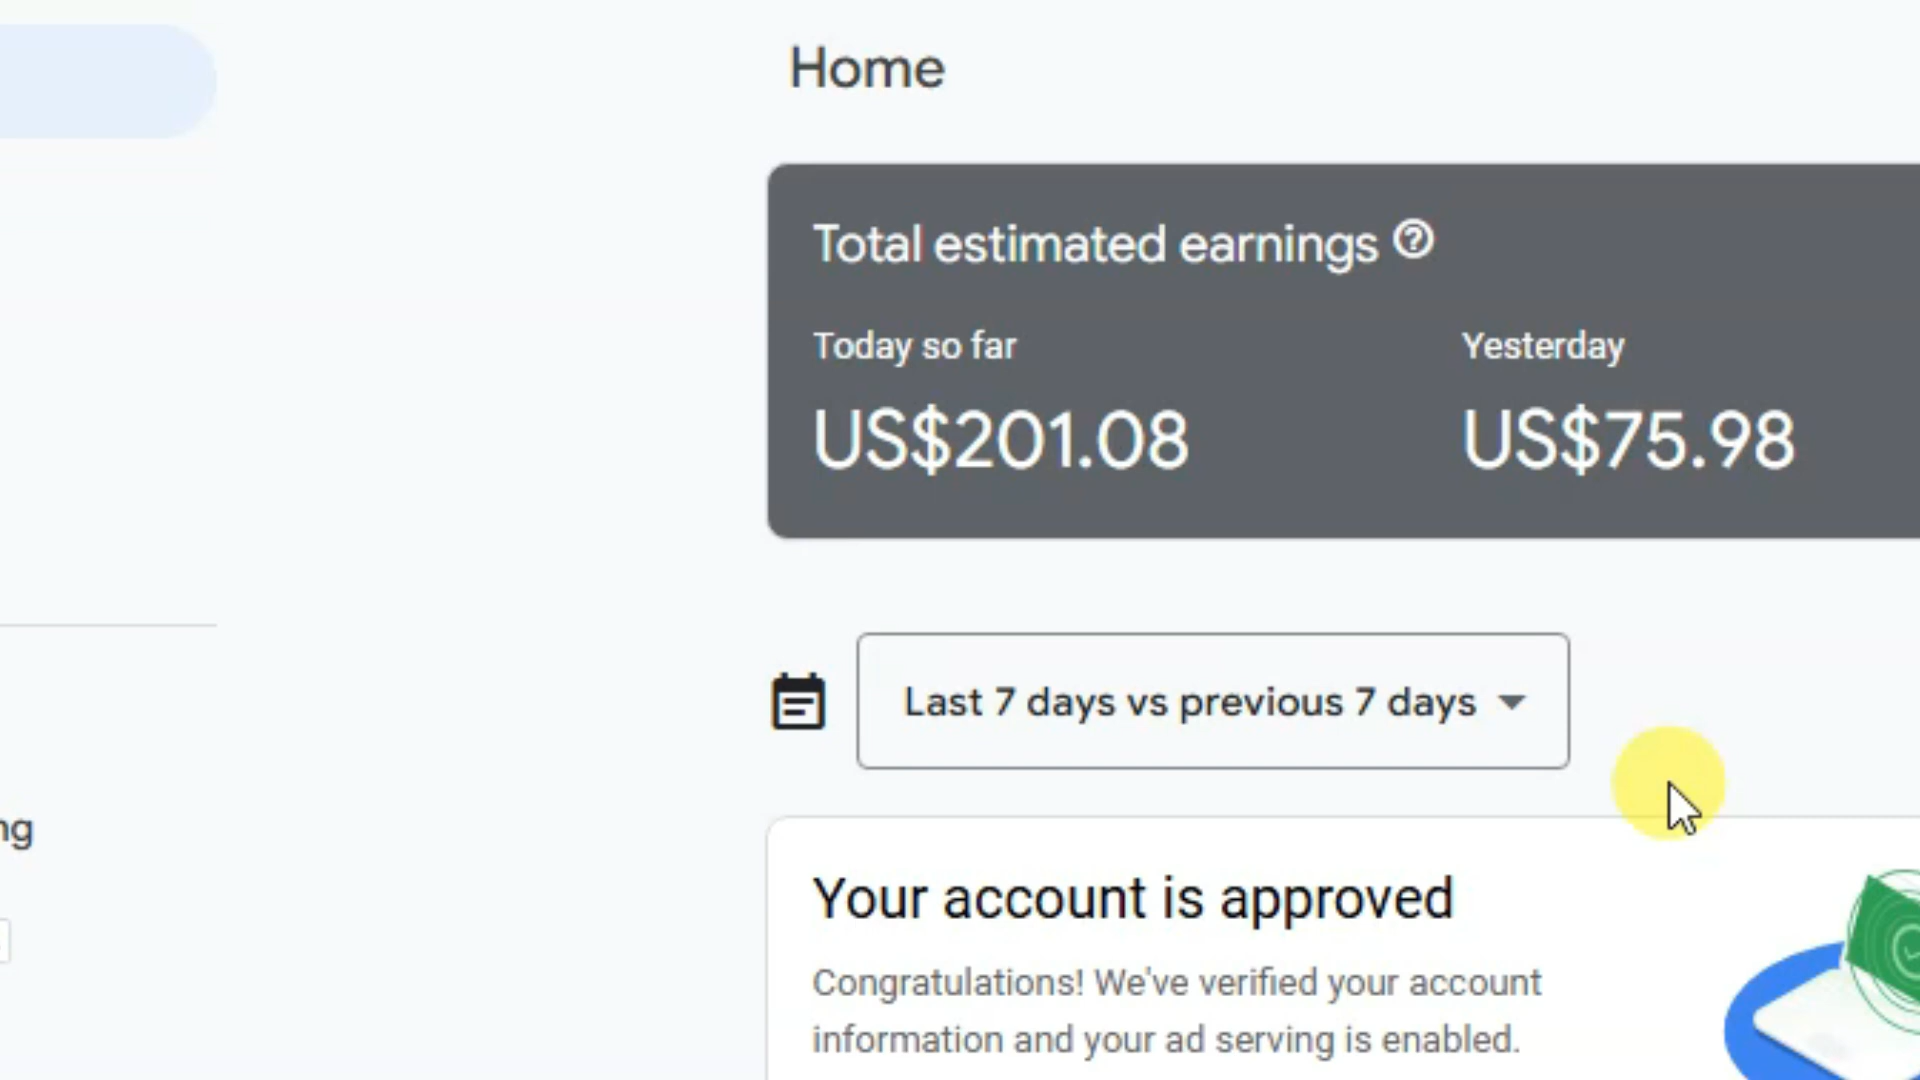 Home
Total estimated earnings
Today so far
Yesterday
US$201.08
US$75.98
Last 7 days vs previous 7 days
ng
Your account is approved
Congratulations! We've verified your account
information and your ad serving is enabled.